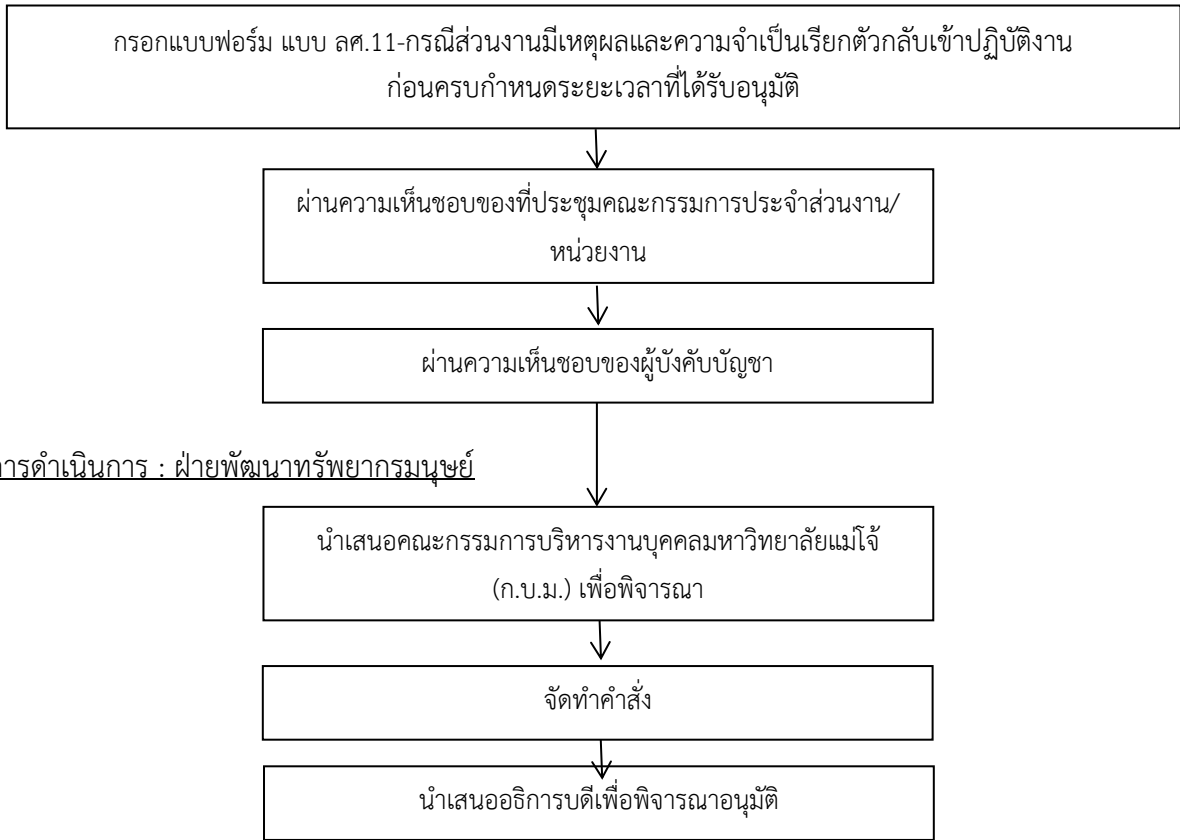 กรอกแบบฟอร์ม แบบ ลศ.11-กรณีส่วนงานมีเหตุผลและความจำเป็นเรียกตัวกลับเข้าปฏิบัติงาน
ก่อนครบกำหนดระยะเวลาที่ได้รับอนุมัติ
ผ่านความเห็นชอบของที่ประชุมคณะกรรมการประจำส่วนงาน/
หน่วยงาน
ผ่านความเห็นชอบของผู้บังคับบัญชา
การดำเนินการ : ฝ่ายพัฒนาทรัพยากรมนุษย์
นำเสนอคณะกรรมการบริหารงานบุคคลมหาวิทยาลัยแม่โจ้
(ก.บ.ม.) เพื่อพิจารณา
จัดทำคำสั่ง
นำเสนออธิการบดีเพื่อพิจารณาอนุมัติ